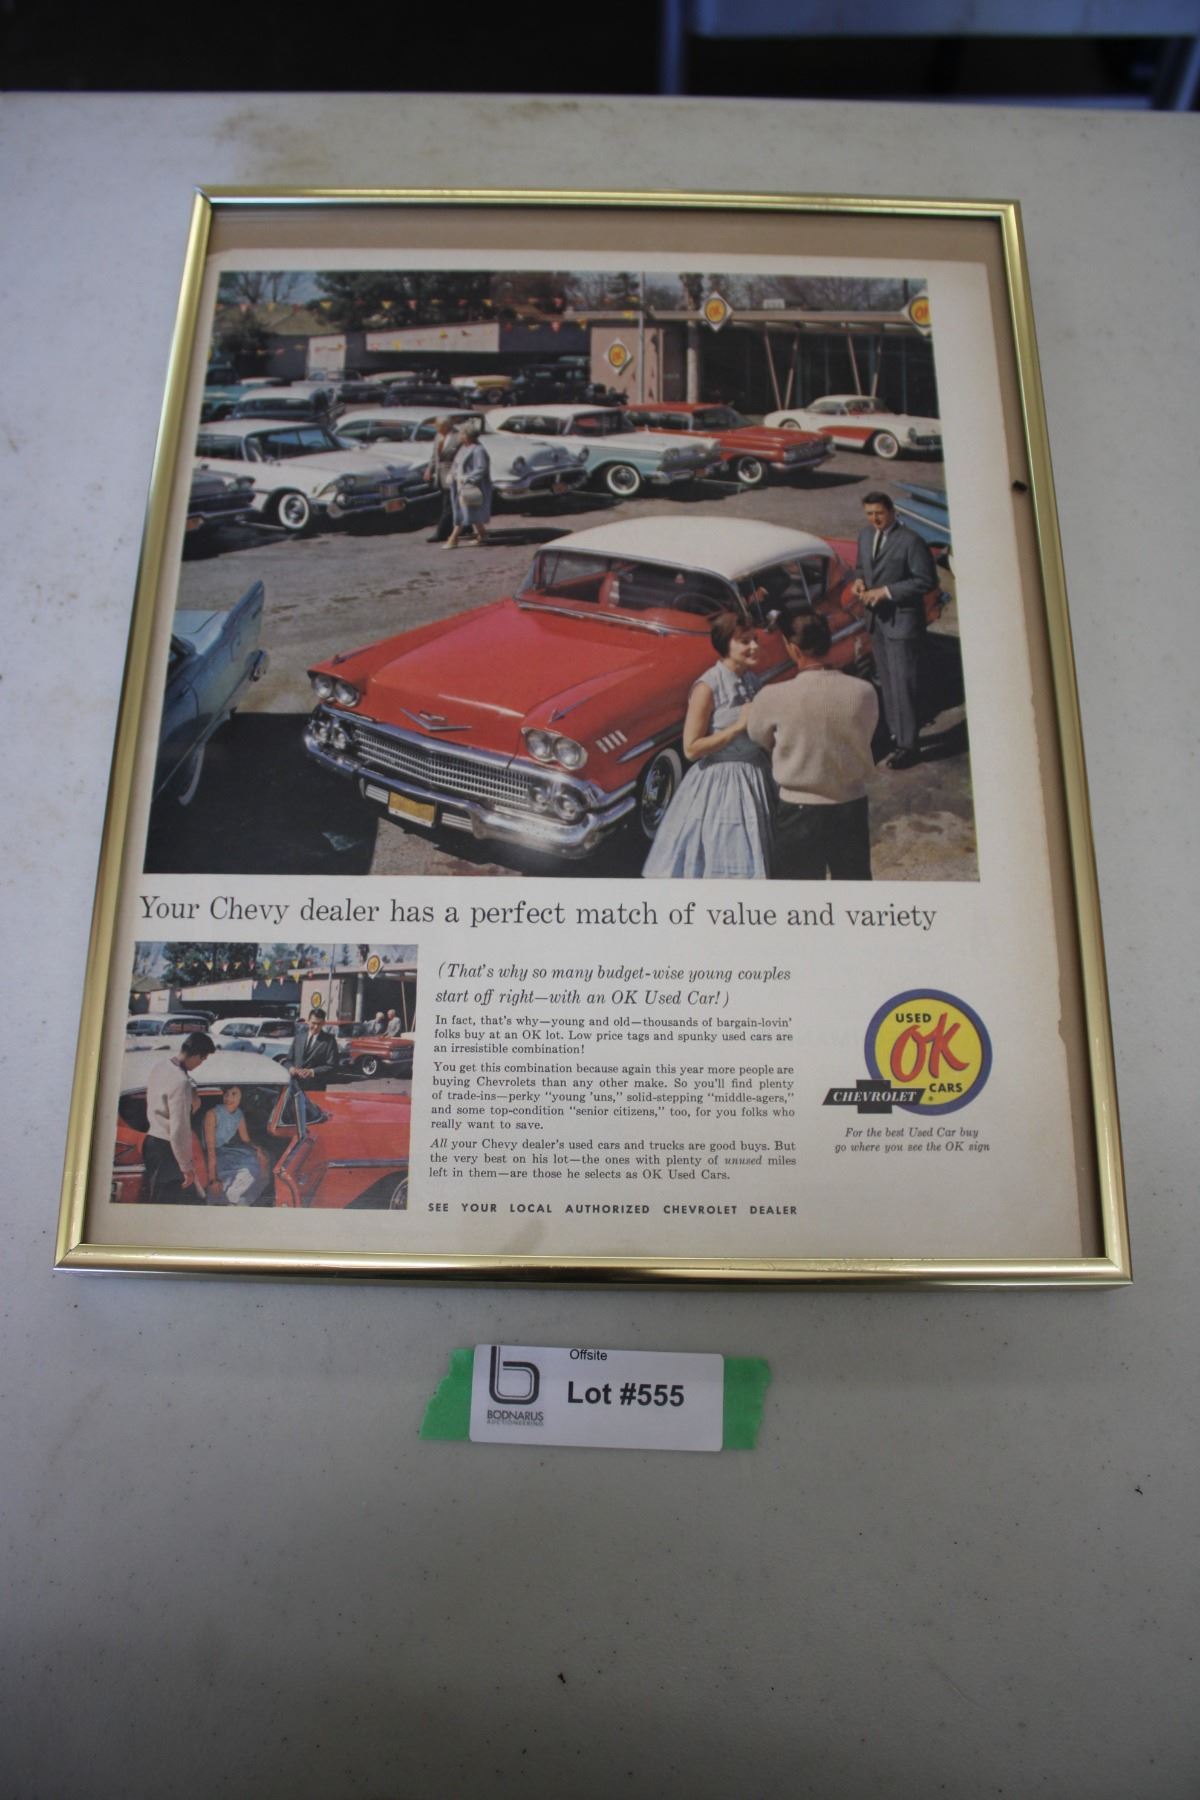 OK
OK
OK
Your Chevy dealer has a perfect match of value and variety
OK
OK
(That's why so many budget-wise young couples
start off right—with an OK Used Car!)
In fact, that's why—young and old—thousands of bargain-lovin'
folks buy at an OK lot. Low price tags and spunky used cars are
an irresistible combination!
You get this combination because again this year more people are
buying Chevrolets than any other make. So you'll find plenty
of trade-ins—perky "young 'uns," solid-stepping "middle-agers,"
and some top-condition "senior citizens," too, for you folks who
really want to save.
All your Chevy dealer's used cars and trucks are good buys. But
the very best on his lot—the ones with plenty of unused miles
left in them—are those he selects as OK Used Cars.
SEE YOUR LOCAL AUTHORIZED CHEVROLET DEALER
USED
OK
CARS
CHEVROLET
For the best Used Car buy
go where you see the OK sign
Offsite
Lot #555
BODNARUS
AUCTIONEERING